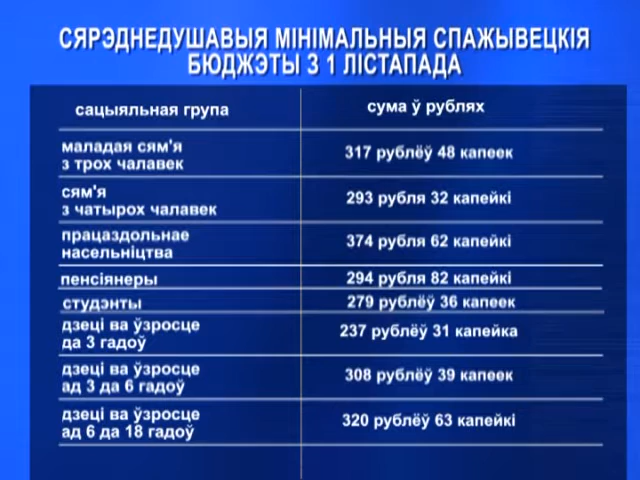 СЯРЭДНЕДУШАВЫЯ МІНІМАЛЬНЫЯ СПАЖЫВЕЦКІЯ
БЮДЖЭТЫ З 1 ЛІСТАПАДА
сацыяльная група
сума ў рублях
маладая сям'я
з трох чалавек
317 рублёў 48 капеек
сям'я
з чатырох чалавек
293 рубля 32 капейкі
працаздольнае
насельніцтва
374 рубля 62 капейкі
пенсіянеры
294 рубля 82 капейкі
студэнты
279 рублёў 36 капеек
дзеці ва ўзросце
да 3 гадоў
237 рублёў 31 капейка
дзеці ва ўзросце
ад 3 да 6 гадоў
308 рублёў 39 капеек
дзеці ва ўзросце
ад 6 да 18 гадоў
320 рублёў 63 капейкі